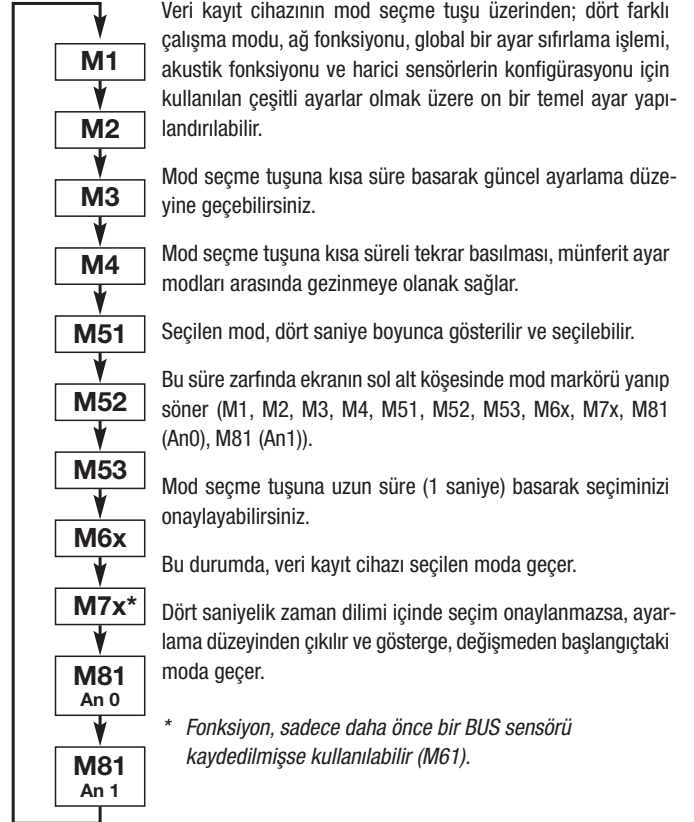 M1
M2
M3
M4
M51
M52
M53
M6x
M7x*
M81
An 0
M81
An 1
Veri kayıt cihazının mod seçme tuşu üzerinden; dört farklı
çalışma modu, ağ fonksiyonu, global bir ayar sıfırlama işlemi,
akustik fonksiyonu ve harici sensörlerin konfigürasyonu için
kullanılan çeşitli ayarlar olmak üzere on bir temel ayar yapı-
landırılabilir.
Mod seçme tuşuna kısa süre basarak güncel ayarlama düze-
yine geçebilirsiniz.
Mod seçme tuşuna kısa süreli tekrar basılması, münferit ayar
modları arasında gezinmeye olanak sağlar.
Seçilen mod, dört saniye boyunca gösterilir ve seçilebilir.
Bu süre zarfında ekranın sol alt köşesinde mod markörü yanıp
söner (M1, M2, M3, M4, M51, M52, M53, M6x, M7x, M81
(An0), M81 (An1)).
Mod seçme tuşuna uzun süre (1 saniye) basarak seçiminizi
onaylayabilirsiniz.
Bu durumda, veri kayıt cihazı seçilen moda geçer.
Dört saniyelik zaman dilimi içinde seçim onaylanmazsa, ayar-
lama düzeyinden çıkılır ve gösterge, değişmeden başlangıçtaki
moda geçer.
* Fonksiyon, sadece daha önce bir BUS sensörü
kaydedilmişse kullanılabilir (M61).